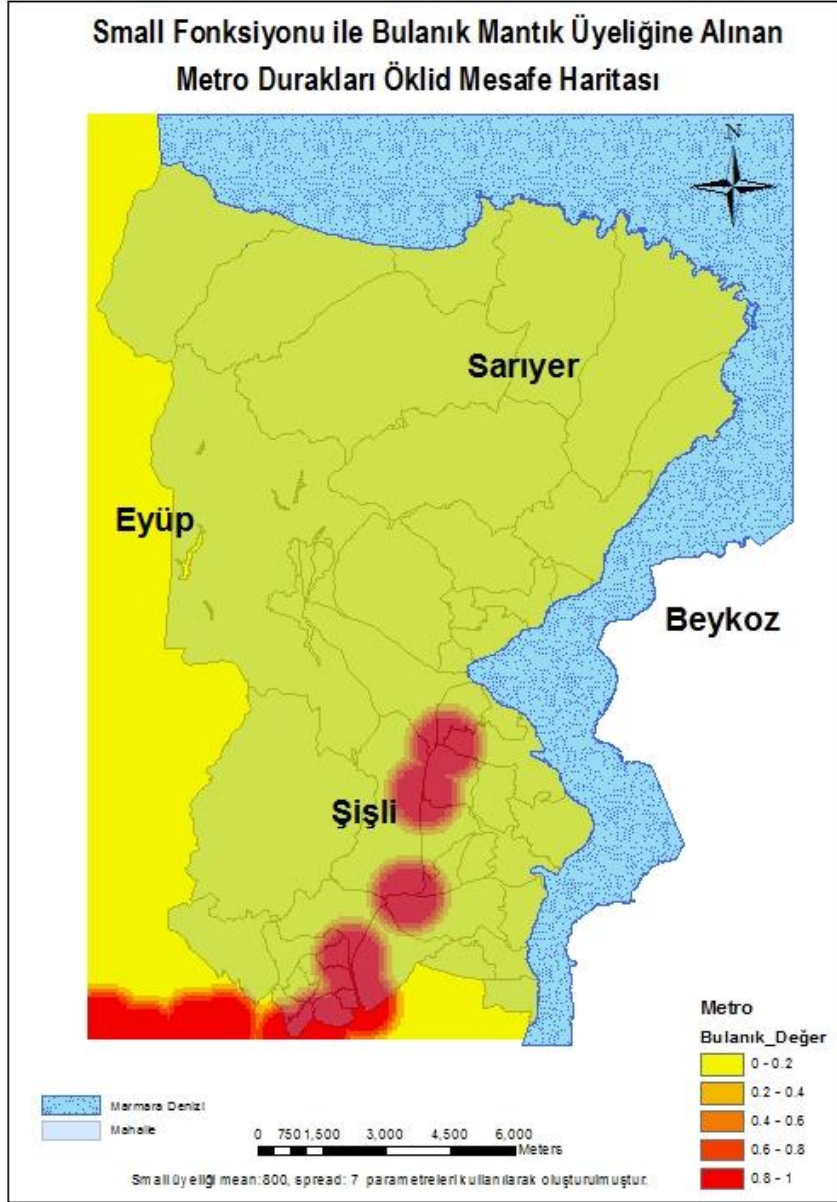 Small Fonksiyonu ile Bulanık Mantık Üyeliğine Alınan
Metro Durakları Öklid Mesafe Haritası
N
Sarıyer
Eyüp
Beykoz
Şişli
Metro
Bulanık_Değer
0 - 0.2
0.2 - 0.4
0.4 - 0.6
0.6 - 0.8
0.8 - 1
Marmara Denizi
Mahalle
0 750 1,500 3,000 4,500 6,000
Meters
Small üyeliği mean:800, spread: 7 parametreleri kullanılarak oluşturulmuştur.